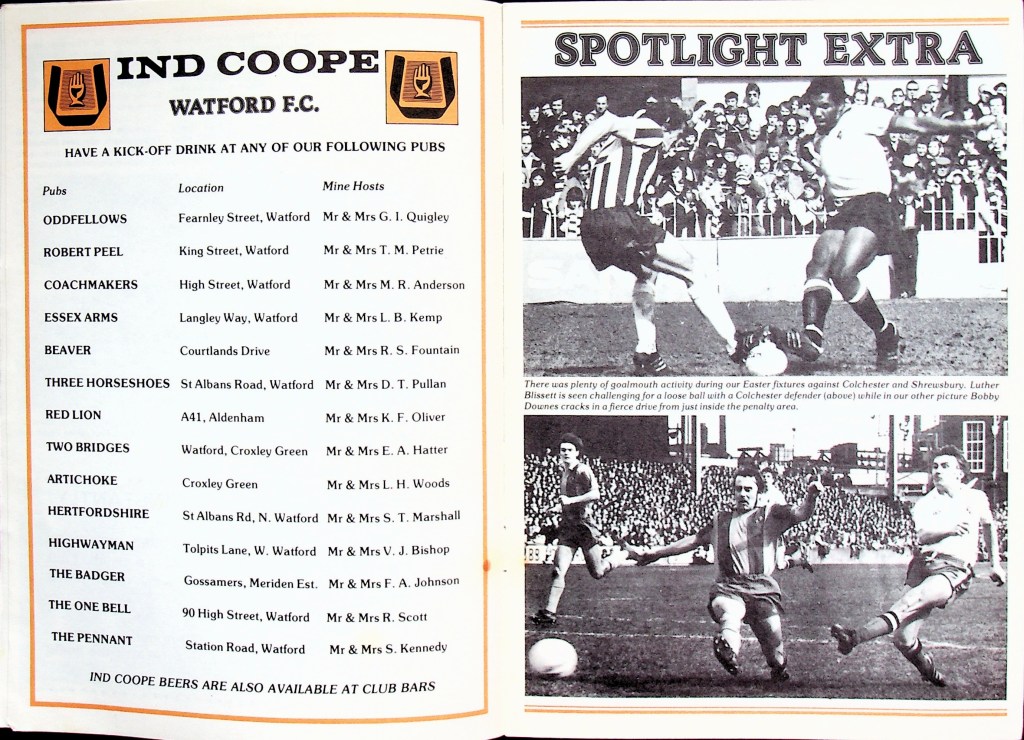 IND COOPE
WATFORD F.C.
HAVE A KICK-OFF DRINK AT ANY OF OUR FOLLOWING PUBS
Pubs Location Mine Hosts
ODDFELLOWS Fearnley Street, Watford Mr & Mrs G. I. Quigley
ROBERT PEEL King Street, Watford Mr & Mrs T. M. Petrie
COACHMAKERS High Street, Watford Mr & Mrs M. R. Anderson
ESSEX ARMS Langley Way, Watford Mr & Mrs L. B. Kemp
BEAVER Courtlands Drive Mr & Mrs R. S. Fountain
THREE HORSESHOES St Albans Road, Watford Mr & Mrs D. T. Pullan
RED LION A41, Aldenham Mr & Mrs K. F. Oliver
TWO BRIDGES Watford, Croxley Green Mr & Mrs E. A. Hatter
ARTICHOKE Croxley Green Mr & Mrs L. H. Woods
HERTFORDSHIRE St Albans Rd, N. Watford Mr & Mrs S. T. Marshall
HIGHWAYMAN Tolpits Lane, W. Watford Mr & Mrs V. J. Bishop
THE BADGER Gossamers, Meriden Est. Mr & Mrs F. A. Johnson
THE ONE BELL 90 High Street, Watford Mr & Mrs R. Scott
THE PENNANT Station Road, Watford Mr & Mrs S. Kennedy
IND COOPE BEERS ARE ALSO AVAILABLE AT CLUB BARS
SPOTLIGHT EXTRA
There was plenty of goalmouth activity during our Easter fixtures against Colchester and Shrewsbury. Luther
Blissett is seen challenging for a loose ball with a Colchester defender (above) while in our other picture Bobby
Downes cracks in a fierce drive from just inside the penalty area.